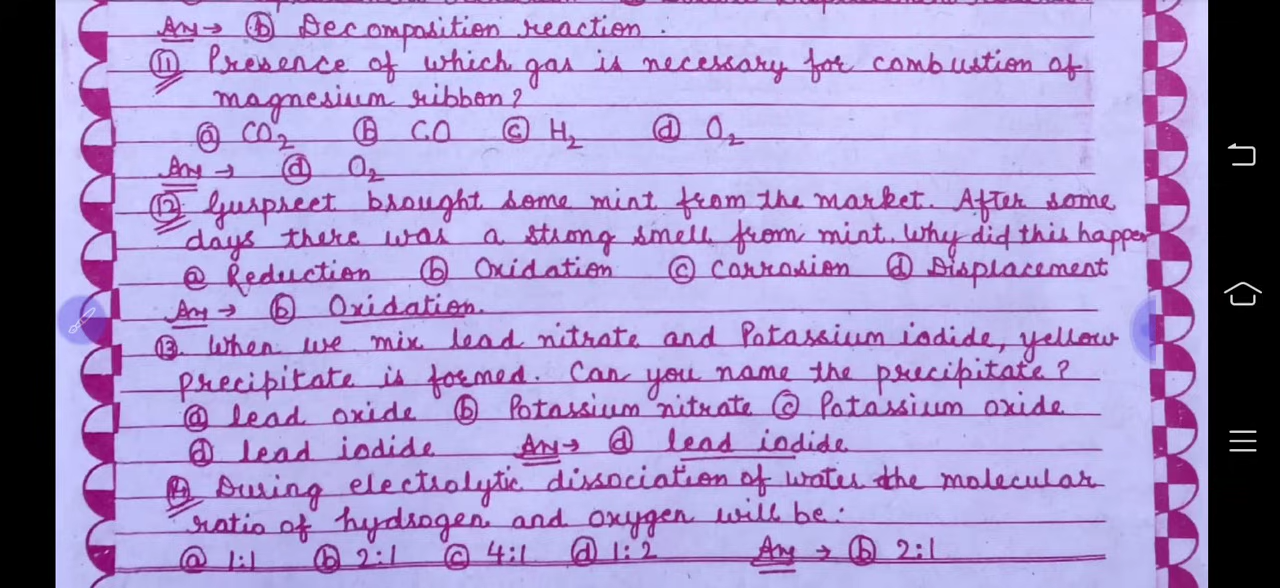 Ans → ⓑ Decomposition reaction.
⑪ Presence of which gas is necessary for combustion of
magnesium ribbon?
ⓐ CO₂ ⓑ CO ⓒ H₂ ⓓ O₂
Ans → ⓓ O₂
⑫ Gurpreet brought some mint from the market. After some
days there was a strong smell from mint. Why did this happen
ⓐ Reduction ⓑ Oxidation ⓒ Corrosion ⓓ Displacement
Ans → ⓑ Oxidation.
⑬ When we mix lead nitrate and Potassium iodide, yellow
precipitate is formed. Can you name the precipitate?
ⓐ lead oxide ⓑ Potassium nitrate ⓒ Potassium oxide
ⓓ lead iodide Ans → ⓓ lead iodide
⑭ During electrolytic dissociation of water the molecular
ratio of hydrogen and oxygen will be:
ⓐ 1:1 ⓑ 2:1 ⓒ 4:1 ⓓ 1:2 Ans → ⓑ 2:1